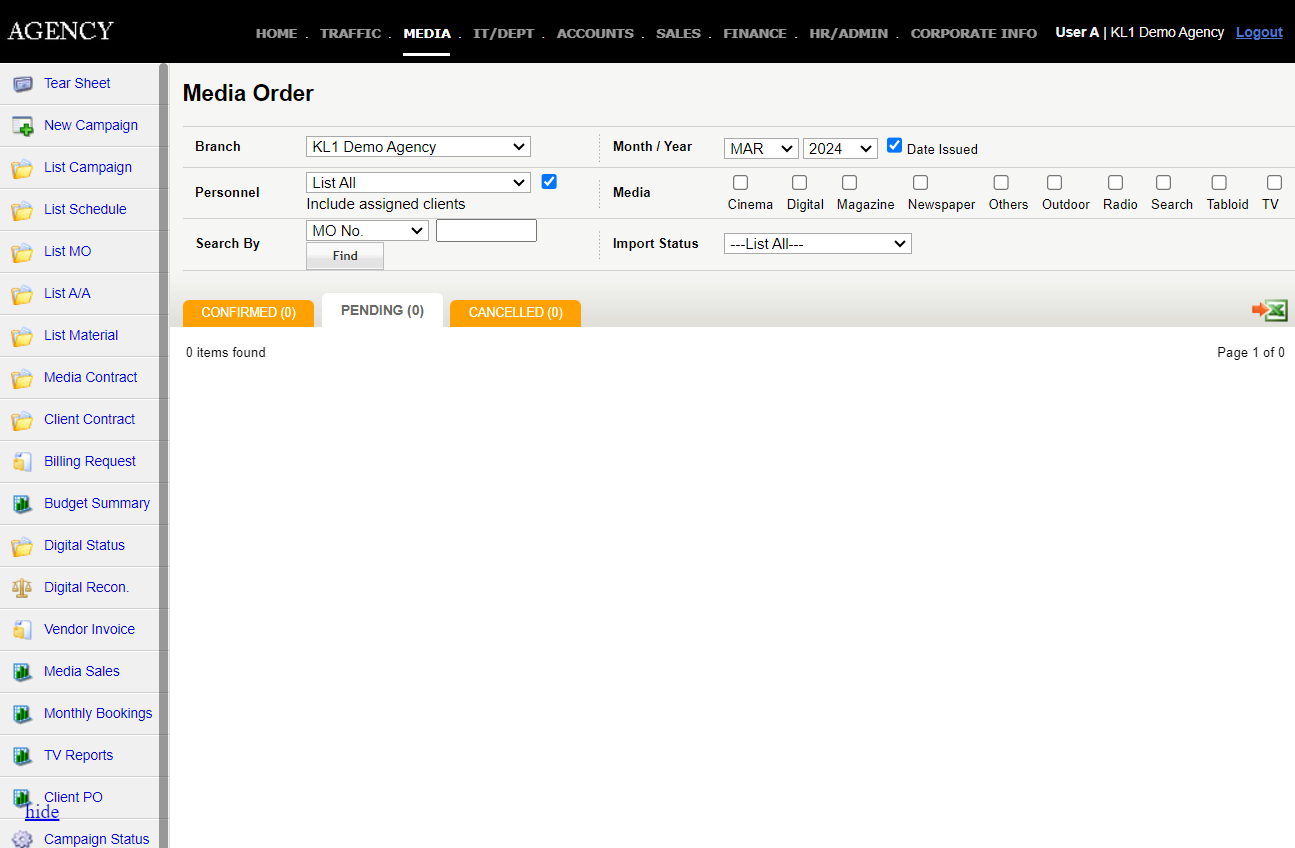 AGENCY
HOME . TRAFFIC . MEDIA . IT/DEPT . ACCOUNTS . SALES . FINANCE . HR/ADMIN . CORPORATE INFO
User A | KL1 Demo Agency Logout
Tear Sheet
New Campaign
List Campaign
List Schedule
List MO
List A/A
List Material
Media Contract
Client Contract
Billing Request
Budget Summary
Digital Status
Digital Recon.
Vendor Invoice
Media Sales
Monthly Bookings
TV Reports
Client PO
hide
Campaign Status
Media Order
Branch KL1 Demo Agency
Month / Year MAR 2024 Date Issued
Personnel List All
Include assigned clients
Media
Cinema Digital Magazine Newspaper Others Outdoor Radio Search Tabloid TV
Search By MO No.
Find
Import Status ---List All---
CONFIRMED (0) PENDING (0) CANCELLED (0)
0 items found Page 1 of 0